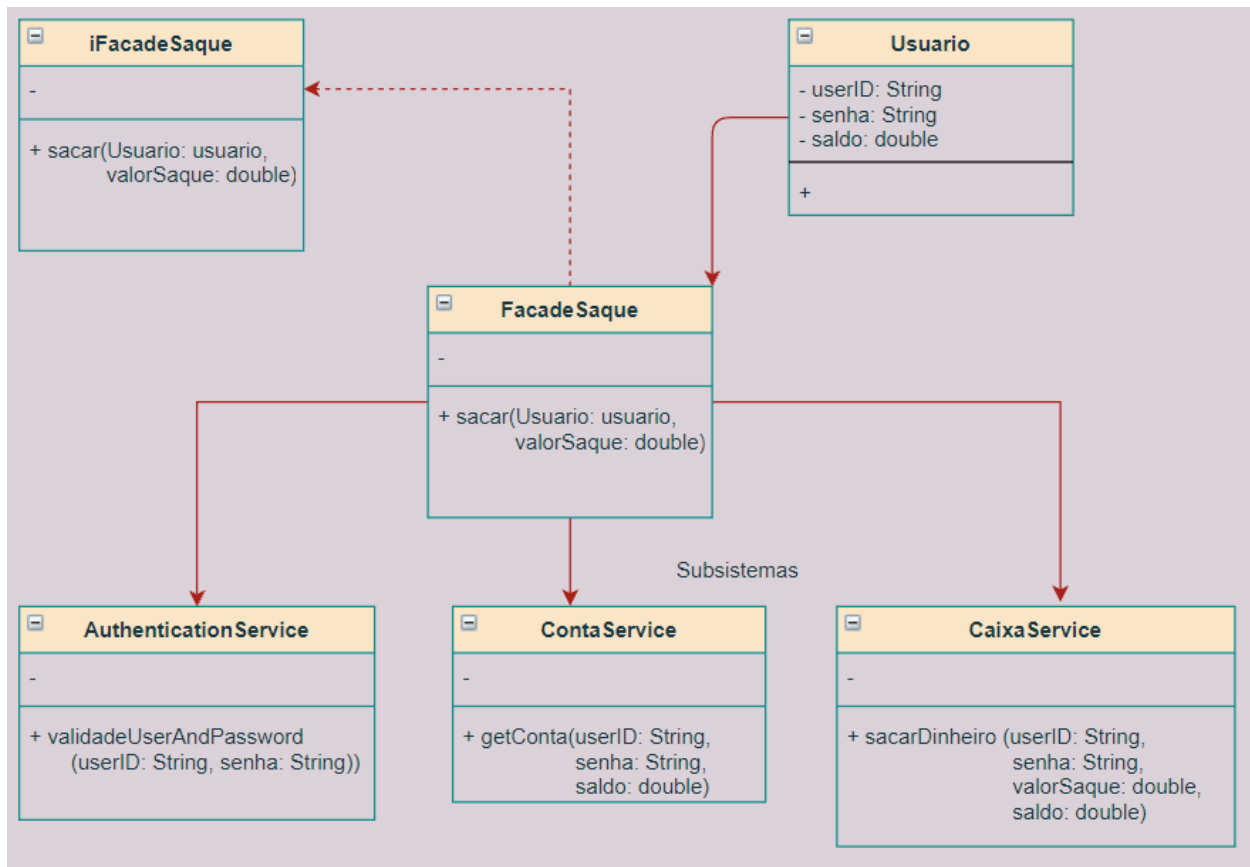 iFacadeSaque
-
+ sacar(Usuario: usuario,
valorSaque: double)
Usuario
- userID: String
- senha: String
- saldo: double
+
FacadeSaque
-
+ sacar(Usuario: usuario,
valorSaque: double)
Subsistemas
AuthenticationService
-
+ validadeUserAndPassword
(userID: String, senha: String))
ContaService
-
+ getConta(userID: String,
senha: String,
saldo: double)
CaixaService
-
+ sacarDinheiro (userID: String,
senha: String,
valorSaque: double,
saldo: double)